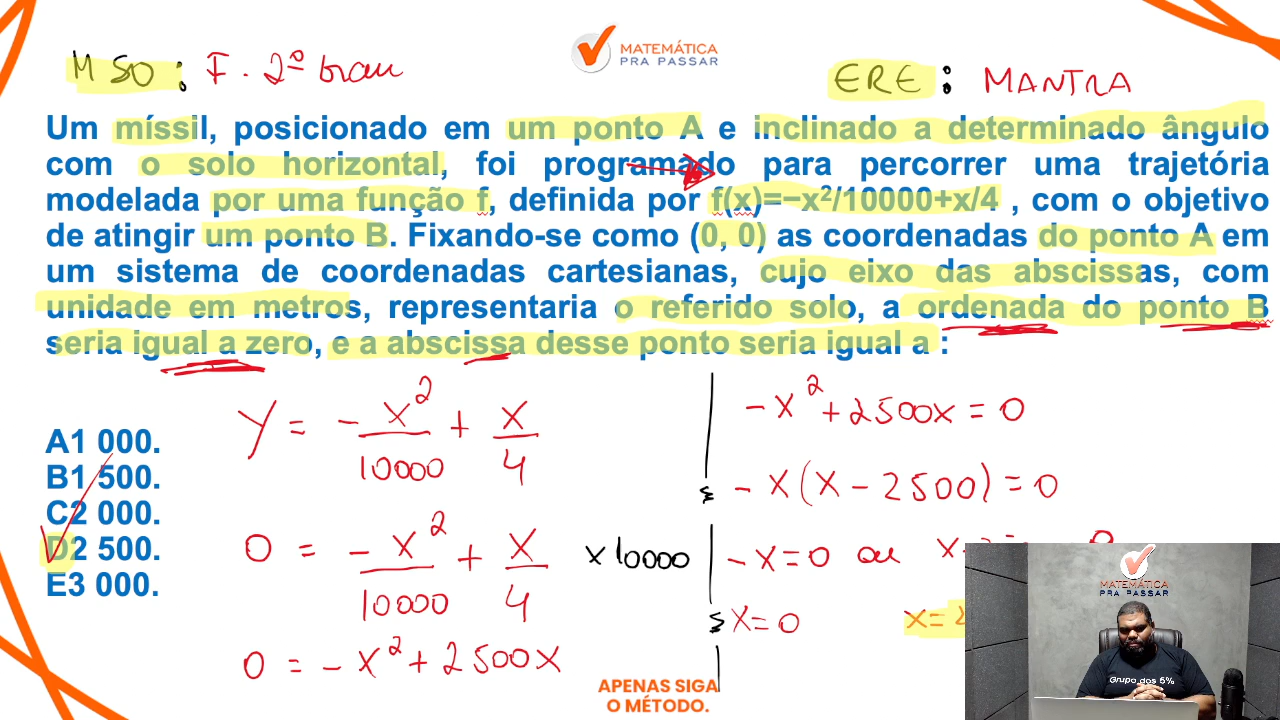 MATEMÁTICA
PRA PASSAR
M SO : F. 2º Grau
ERE : MANTRA
Um míssil, posicionado em um ponto A e inclinado a determinado ângulo
com o solo horizontal, foi programado para percorrer uma trajetória
modelada por uma função f, definida por f(x)=−x²/10000+x/4 , com o objetivo
de atingir um ponto B. Fixando-se como (0, 0) as coordenadas do ponto A em
um sistema de coordenadas cartesianas, cujo eixo das abscissas, com
unidade em metros, representaria o referido solo, a ordenada do ponto B
seria igual a zero, e a abscissa desse ponto seria igual a :
A1 000.
B1 500.
C2 000.
D2 500.
E3 000.
y = - x²/10000 + x/4
0 = - x²/10000 + x/4 x 10000
0 = - x² + 2500x
- x² + 2500x = 0
- x (x - 2500) = 0
- x = 0 ou
x = 0
APENAS SIGA
O MÉTODO.
MATEMÁTICA
PRA PASSAR
Grupo dos 5%